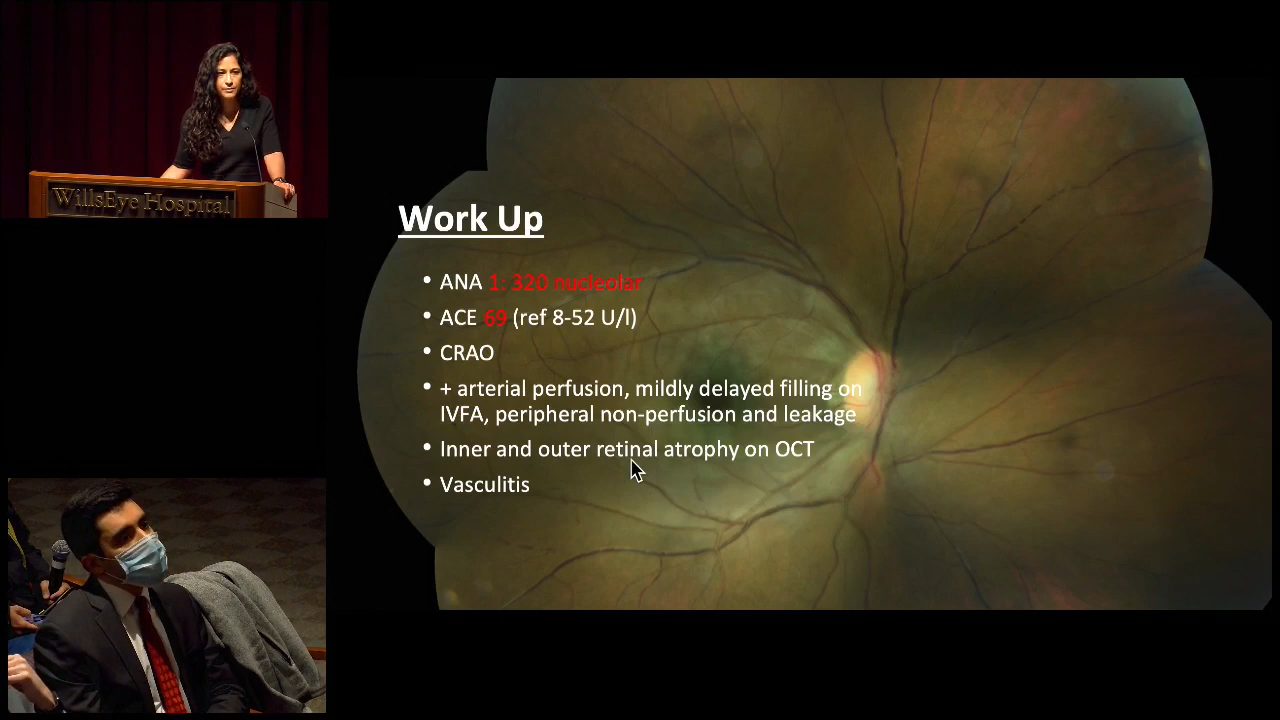 WillsEye Hospital
Work Up
• ANA 1: 320 nucleolar
• ACE 69 (ref 8-52 U/l)
• CRAO
• + arterial perfusion, mildly delayed filling on
IVFA, peripheral non-perfusion and leakage
• Inner and outer retinal atrophy on OCT
• Vasculitis